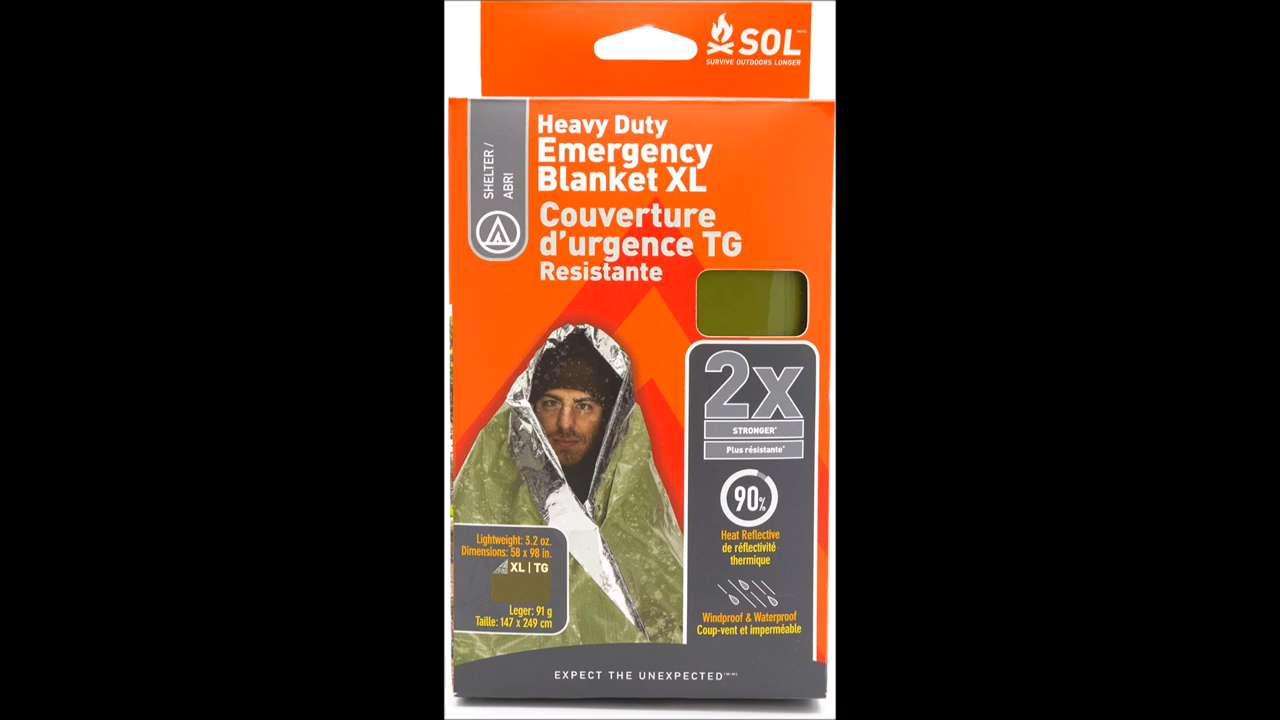 SOL
SURVIVE OUTDOORS LONGER
SHELTER /
ABRI
Heavy Duty
Emergency
Blanket XL
Couverture
d'urgence TG
Resistante
2x
STRONGER*
Plus résistante*
90%
Heat Reflective
de réflectivité
thermique
Windproof & Waterproof
Coup-vent et imperméable
Lightweight: 3.2 oz.
Dimensions: 58 x 98 in.
XL | TG
Leger: 91 g
Taille: 147 x 249 cm
EXPECT THE UNEXPECTED